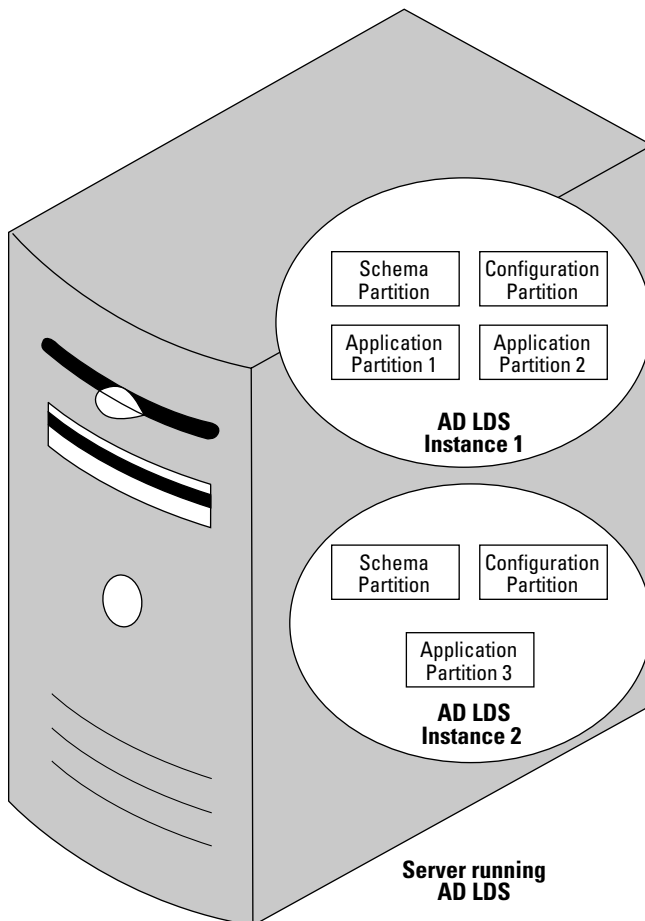 Schema
Partition
Configuration
Partition
Application
Partition 1
Application
Partition 2
AD LDS
Instance 1
Schema
Partition
Configuration
Partition
Application
Partition 3
AD LDS
Instance 2
Server running
AD LDS